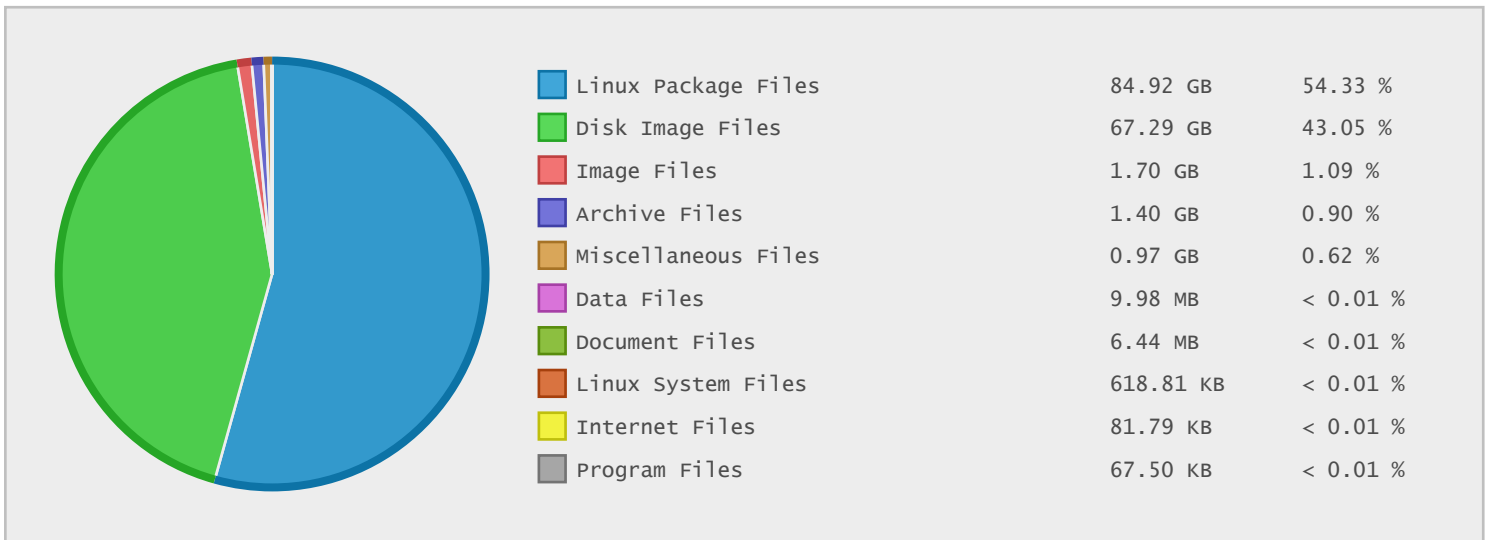 Linux Package Files 84.92 GB 54.33 %
Disk Image Files 67.29 GB 43.05 %
Image Files 1.70 GB 1.09 %
Archive Files 1.40 GB 0.90 %
Miscellaneous Files 0.97 GB 0.62 %
Data Files 9.98 MB < 0.01 %
Document Files 6.44 MB < 0.01 %
Linux System Files 618.81 KB < 0.01 %
Internet Files 81.79 KB < 0.01 %
Program Files 67.50 KB < 0.01 %